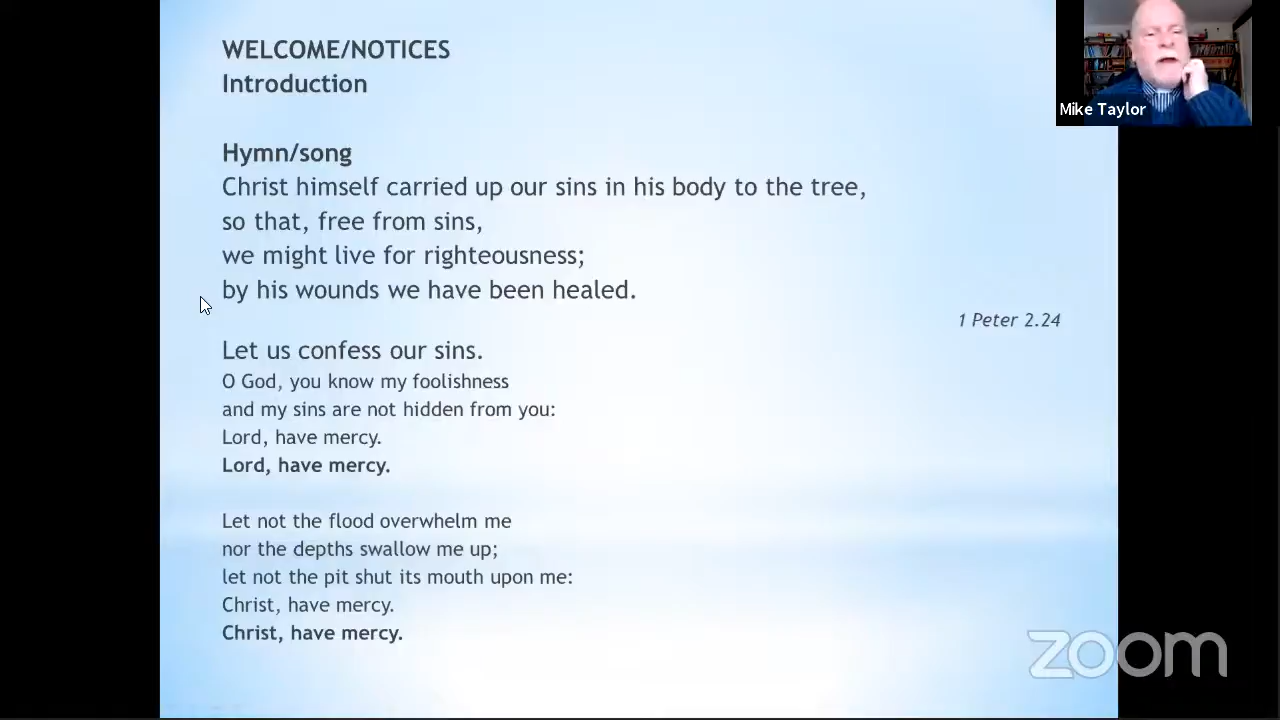 WELCOME/NOTICES
Introduction
Hymn/song
Christ himself carried up our sins in his body to the tree,
so that, free from sins,
we might live for righteousness;
by his wounds we have been healed.
1 Peter 2.24
Let us confess our sins.
O God, you know my foolishness
and my sins are not hidden from you:
Lord, have mercy.
Lord, have mercy.
Let not the flood overwhelm me
nor the depths swallow me up;
let not the pit shut its mouth upon me:
Christ, have mercy.
Christ, have mercy.
Mike Taylor
zoom